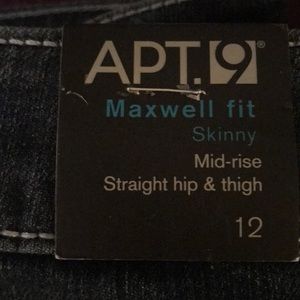 APT.9®
Maxwell fit
Skinny
Mid-rise
Straight hip & thigh
12